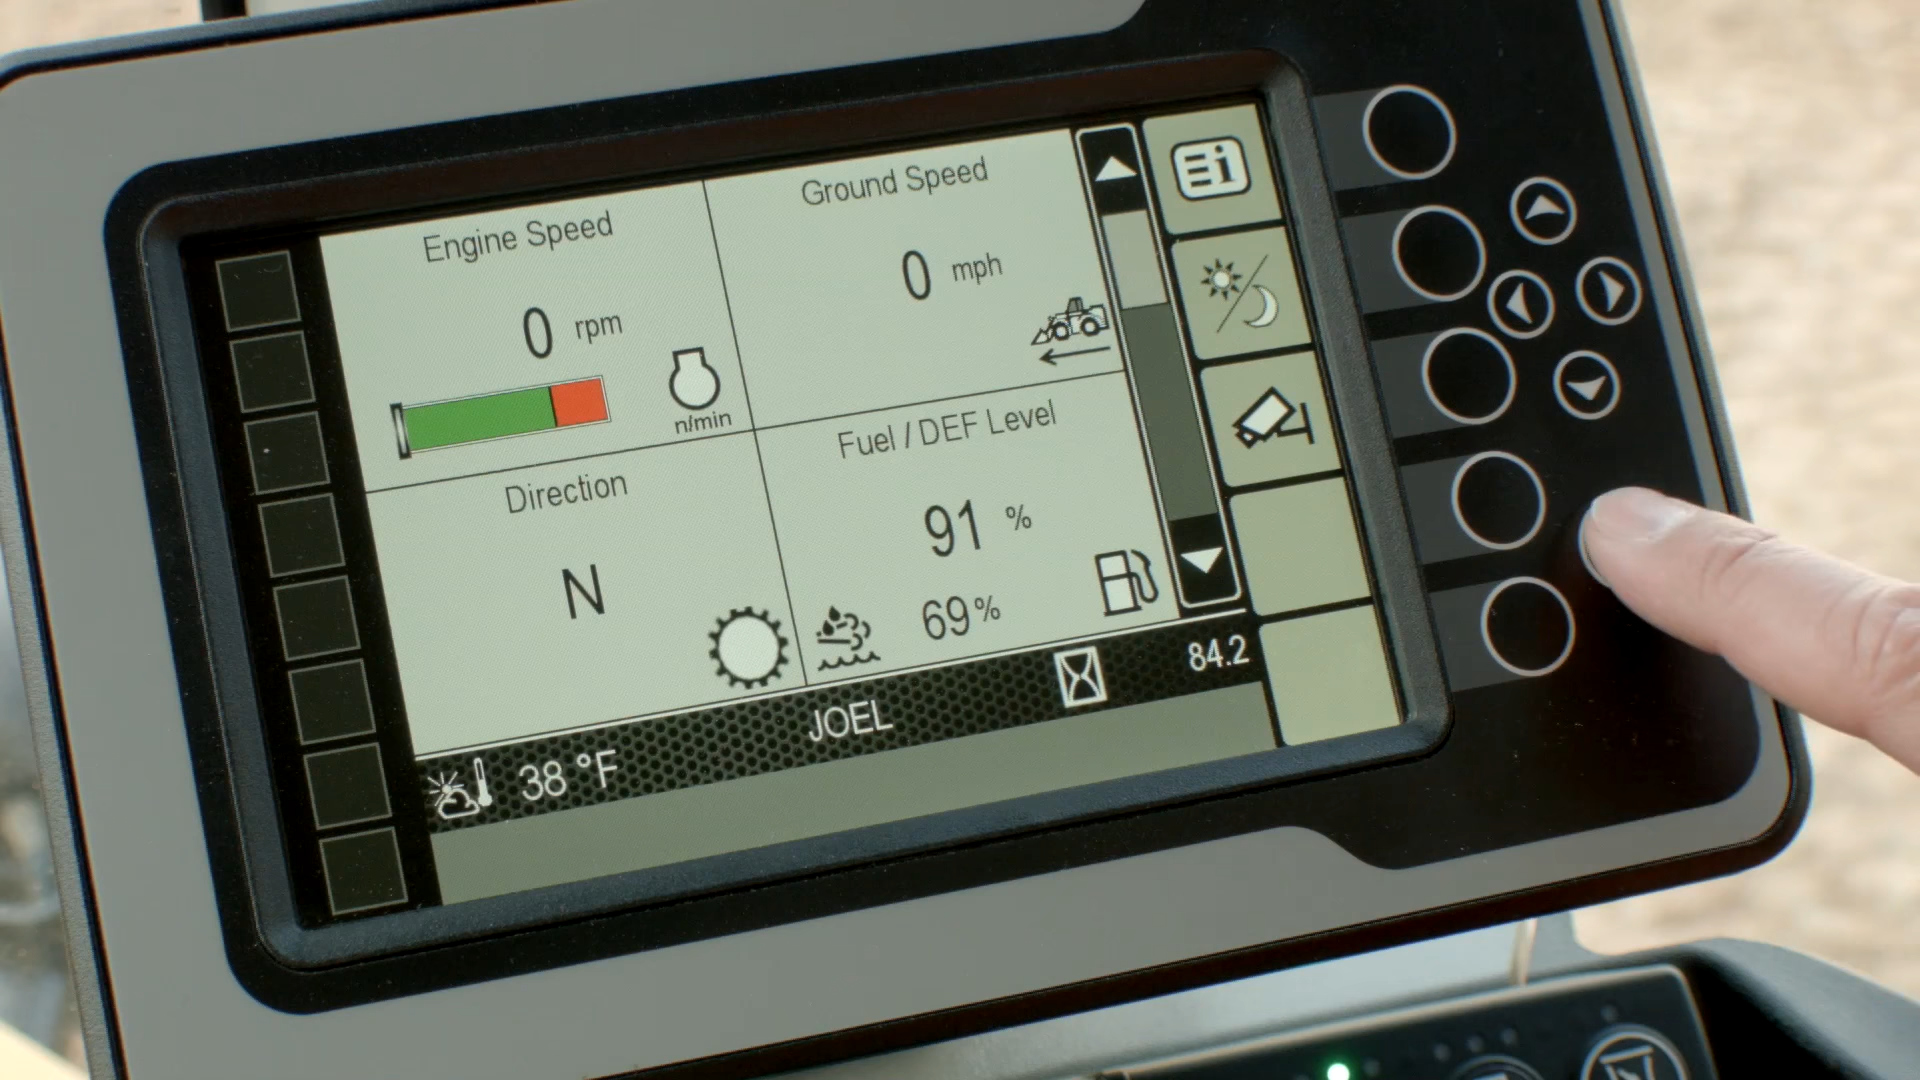 Engine Speed
0 rpm
n/min
Ground Speed
0 mph
Direction
N
Fuel / DEF Level
91 %
69%
38 °F
JOEL
84.2